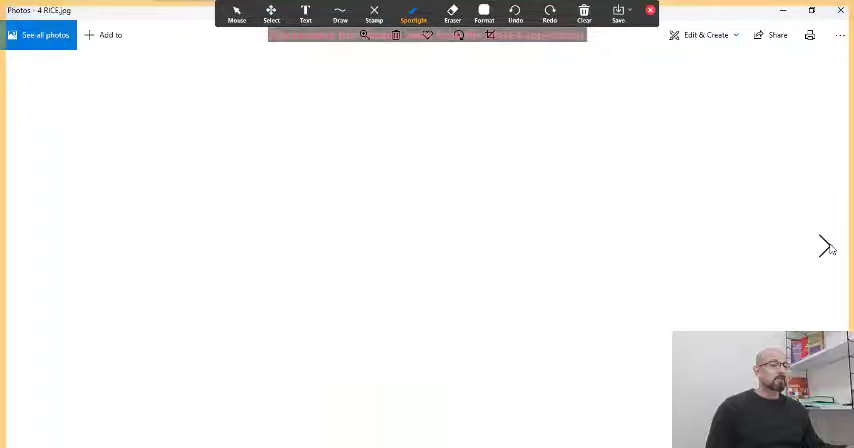 Photos - 4 RICE.jpg
Mouse
Select
Text
Draw
Stamp
Spotlight
Eraser
Format
Undo
Redo
Clear
Save
See all photos
Add to
Edit & Create
Share